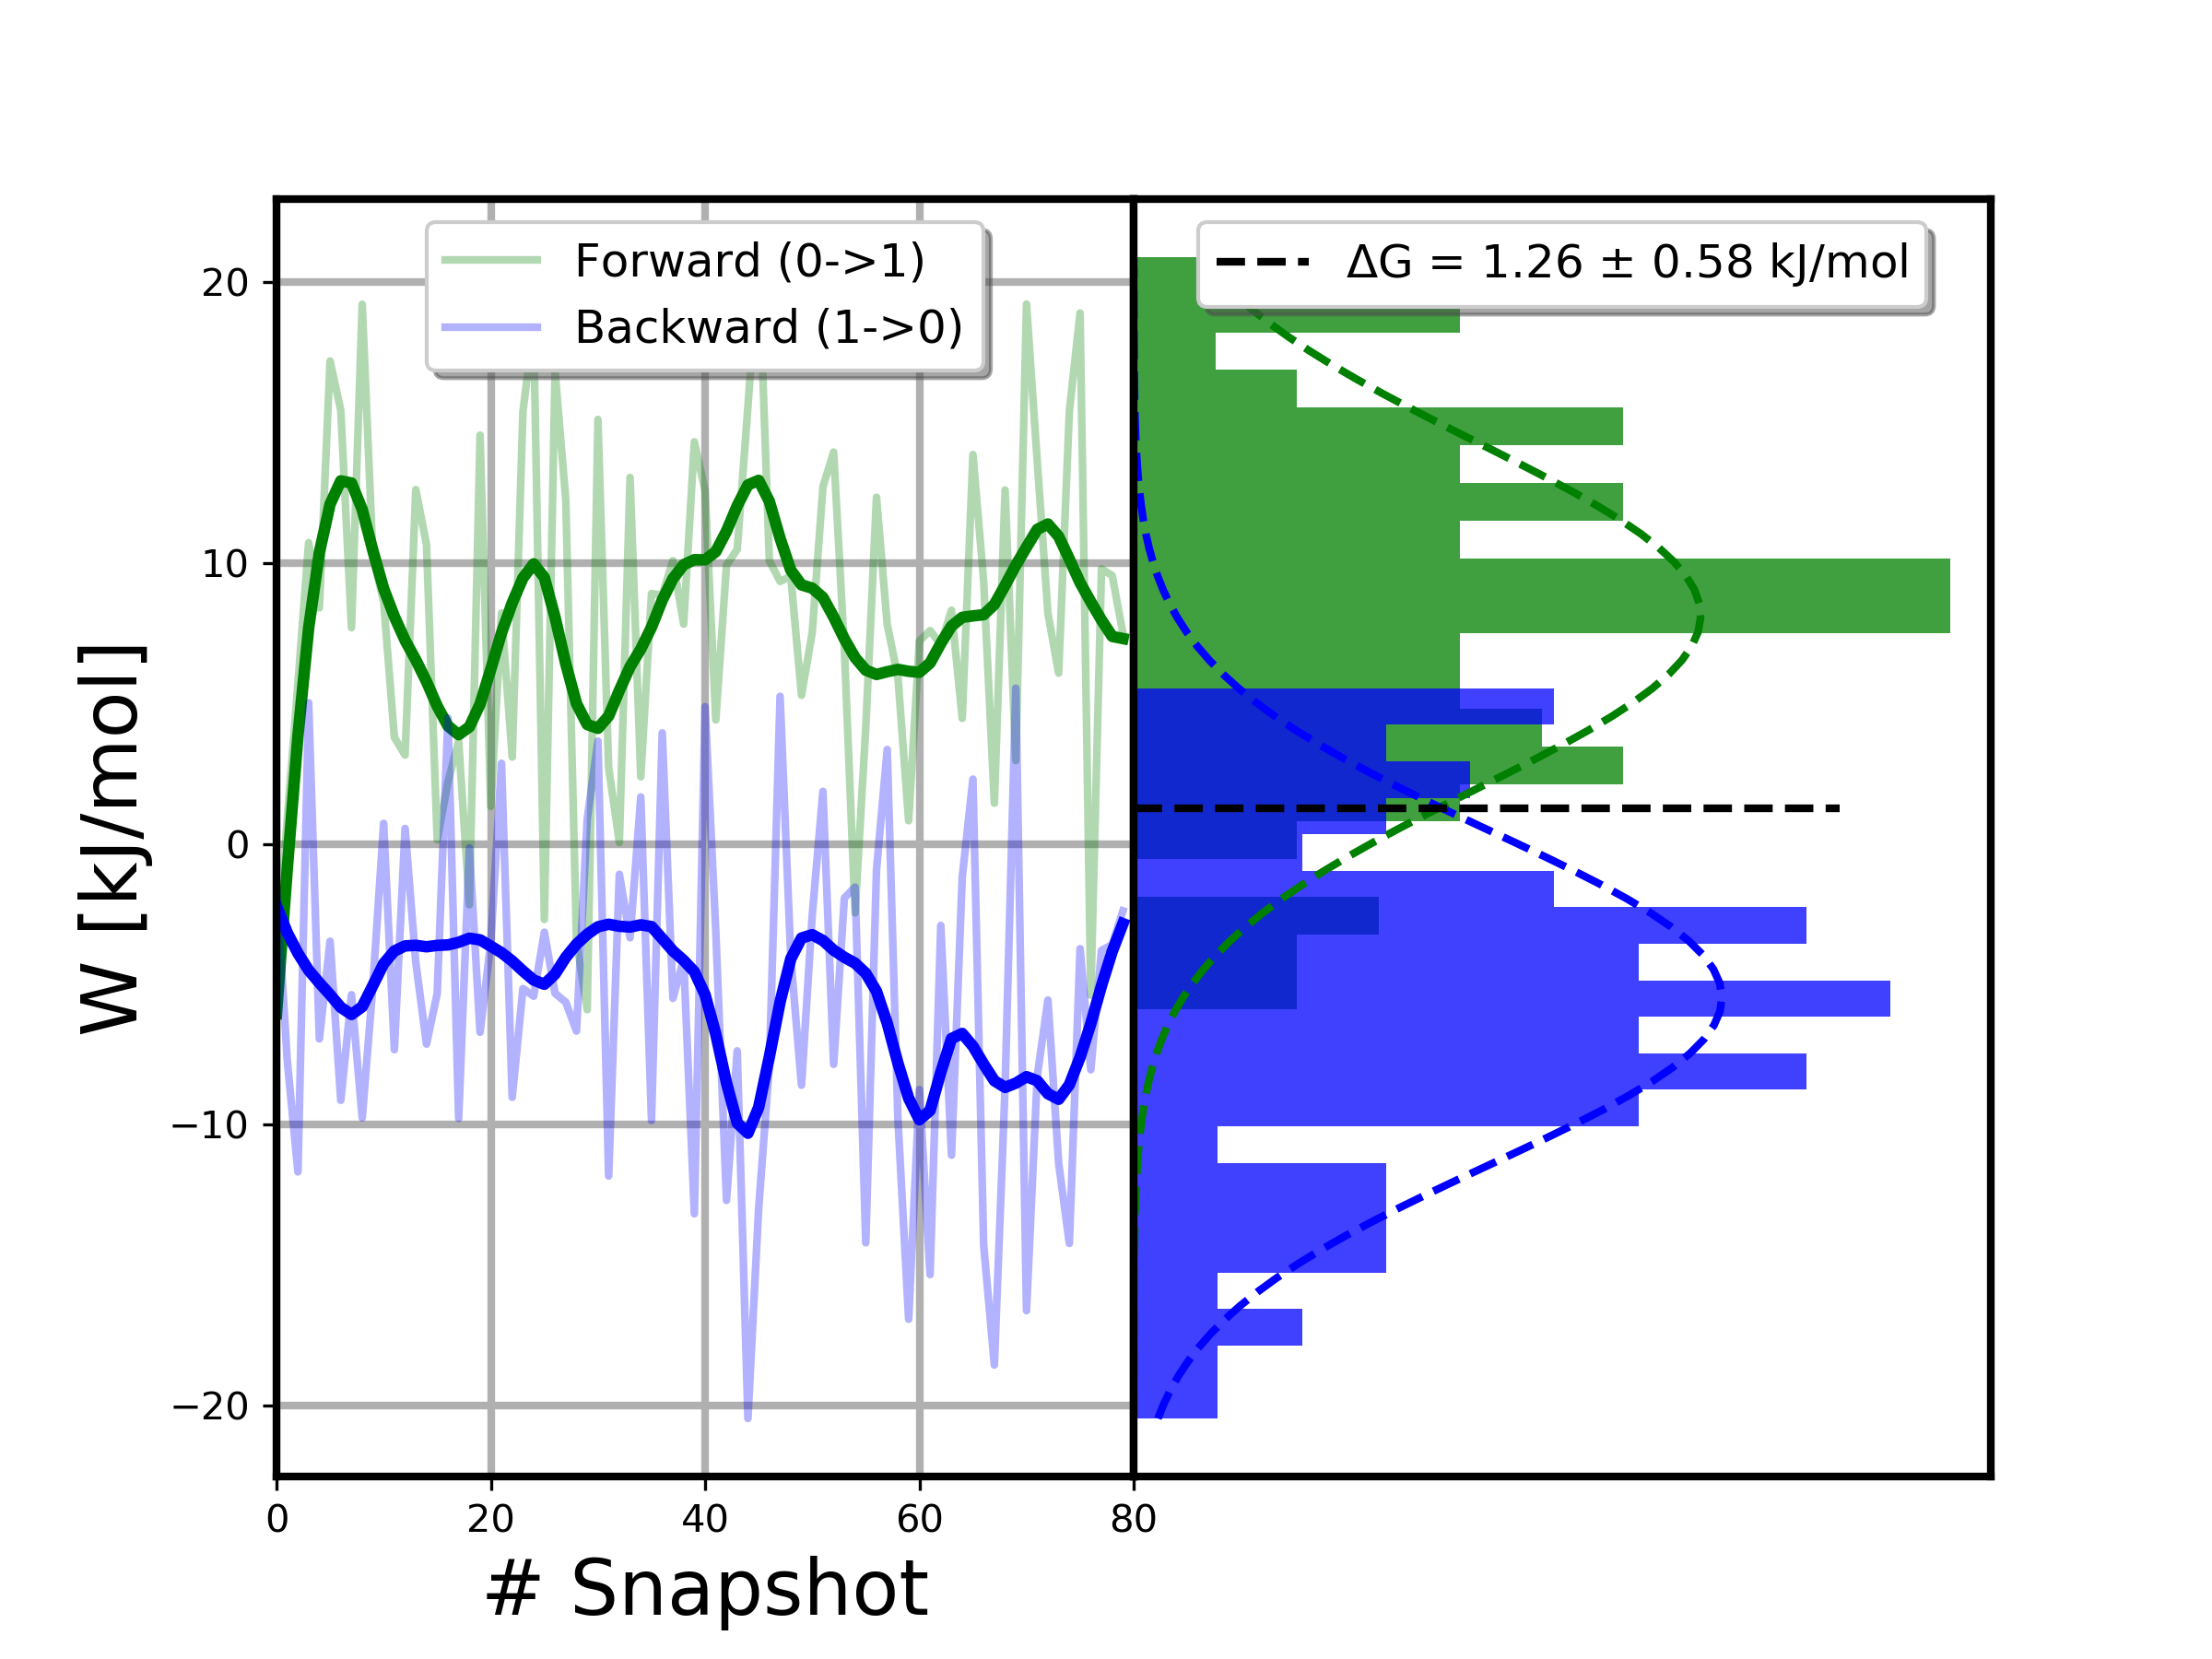 Forward (0->1)
Backward (1->0)
ΔG = 1.26 ± 0.58 kJ/mol
W [kJ/mol]
20
10
0
−10
−20
0
20
40
60
80
# Snapshot